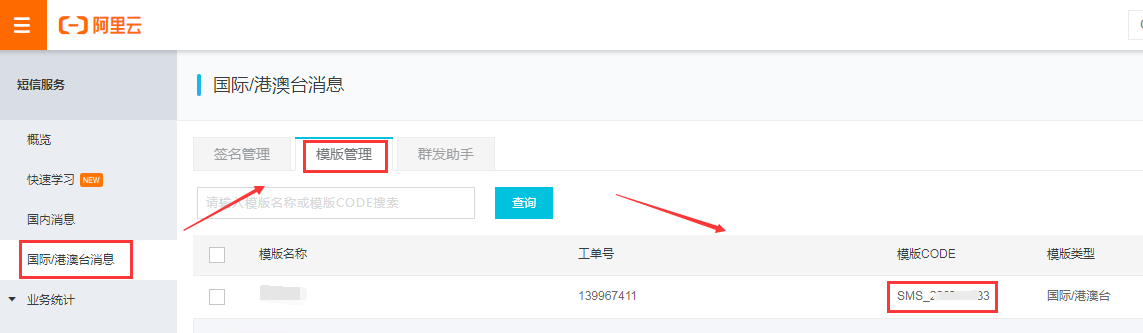 阿里云
短信服务
国际/港澳台消息
概览
签名管理 模版管理 群发助手
快速学习 NEW
请输入模版名称或模版CODE搜索 查询
国内消息
国际/港澳台消息
模版名称 工单号 模版CODE 模版类型
139967411 SMS_2 33 国际/港澳台
业务统计